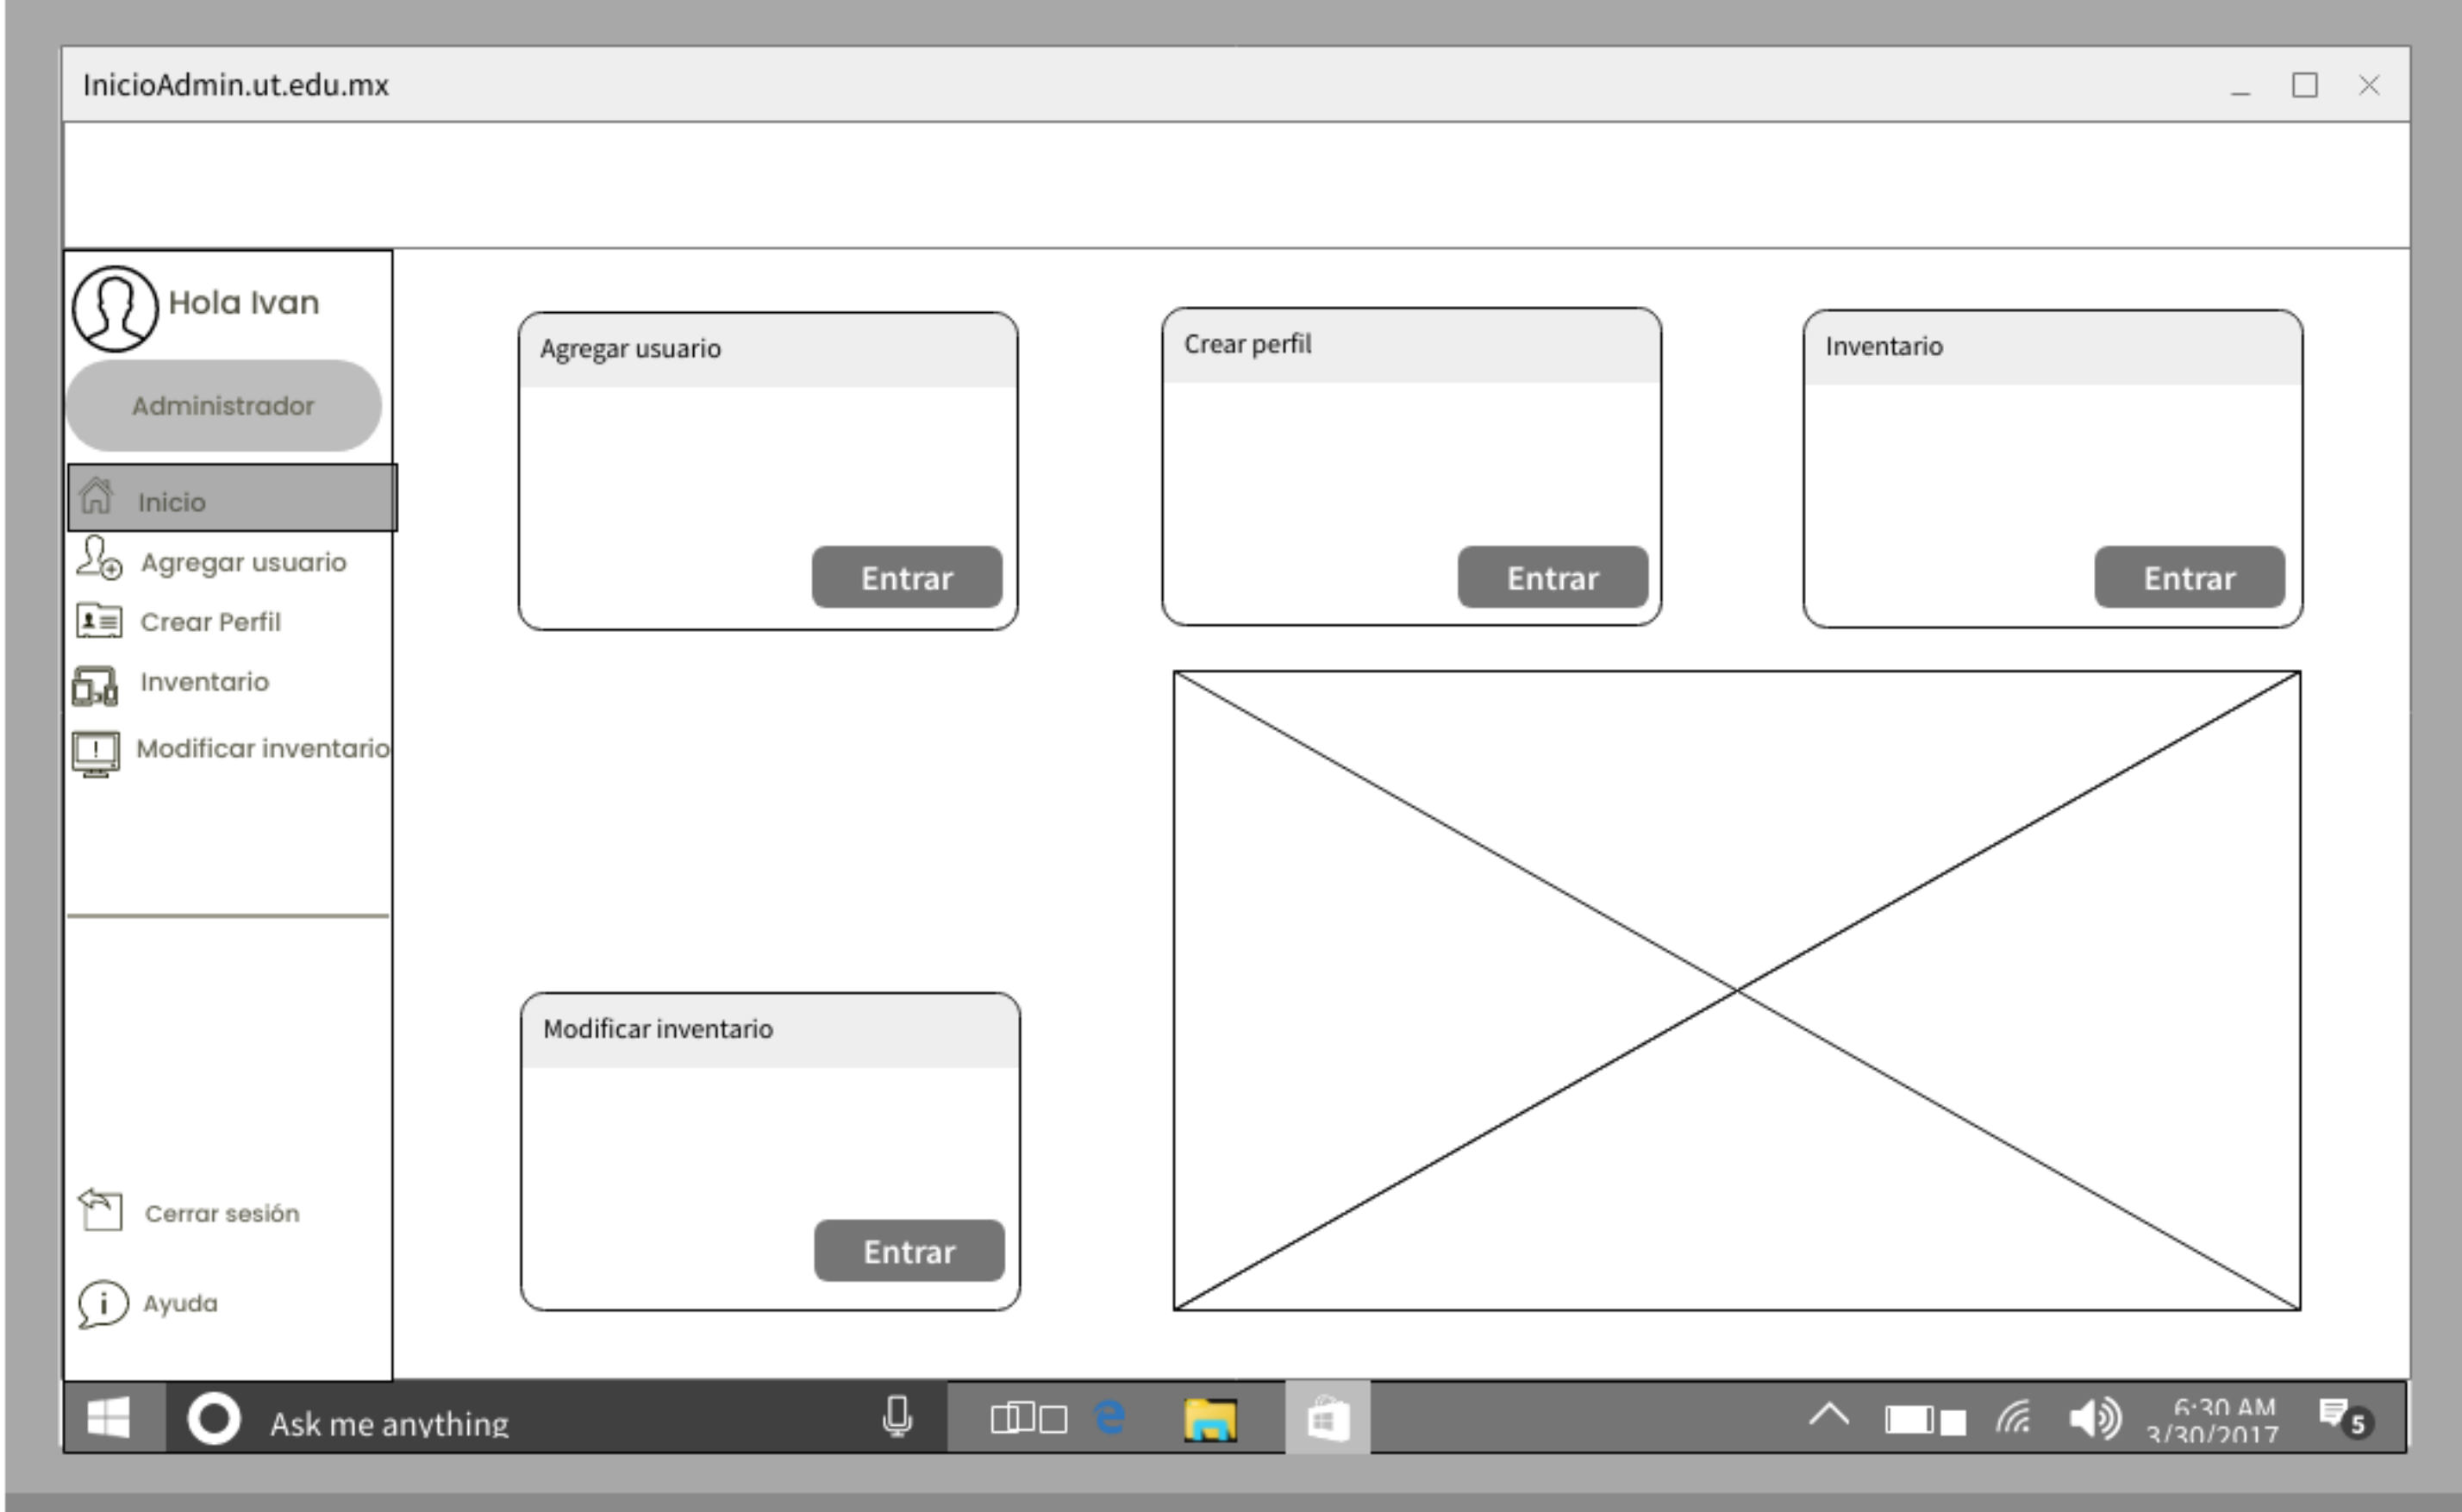 InicioAdmin.ut.edu.mx
Hola Ivan
Administrador
Inicio
Agregar usuario
Crear Perfil
Inventario
Modificar inventario
Cerrar sesión
Ayuda
Agregar usuario
Entrar
Crear perfil
Entrar
Inventario
Entrar
Modificar inventario
Entrar
Ask me anything
6:30 AM
3/30/2017
5